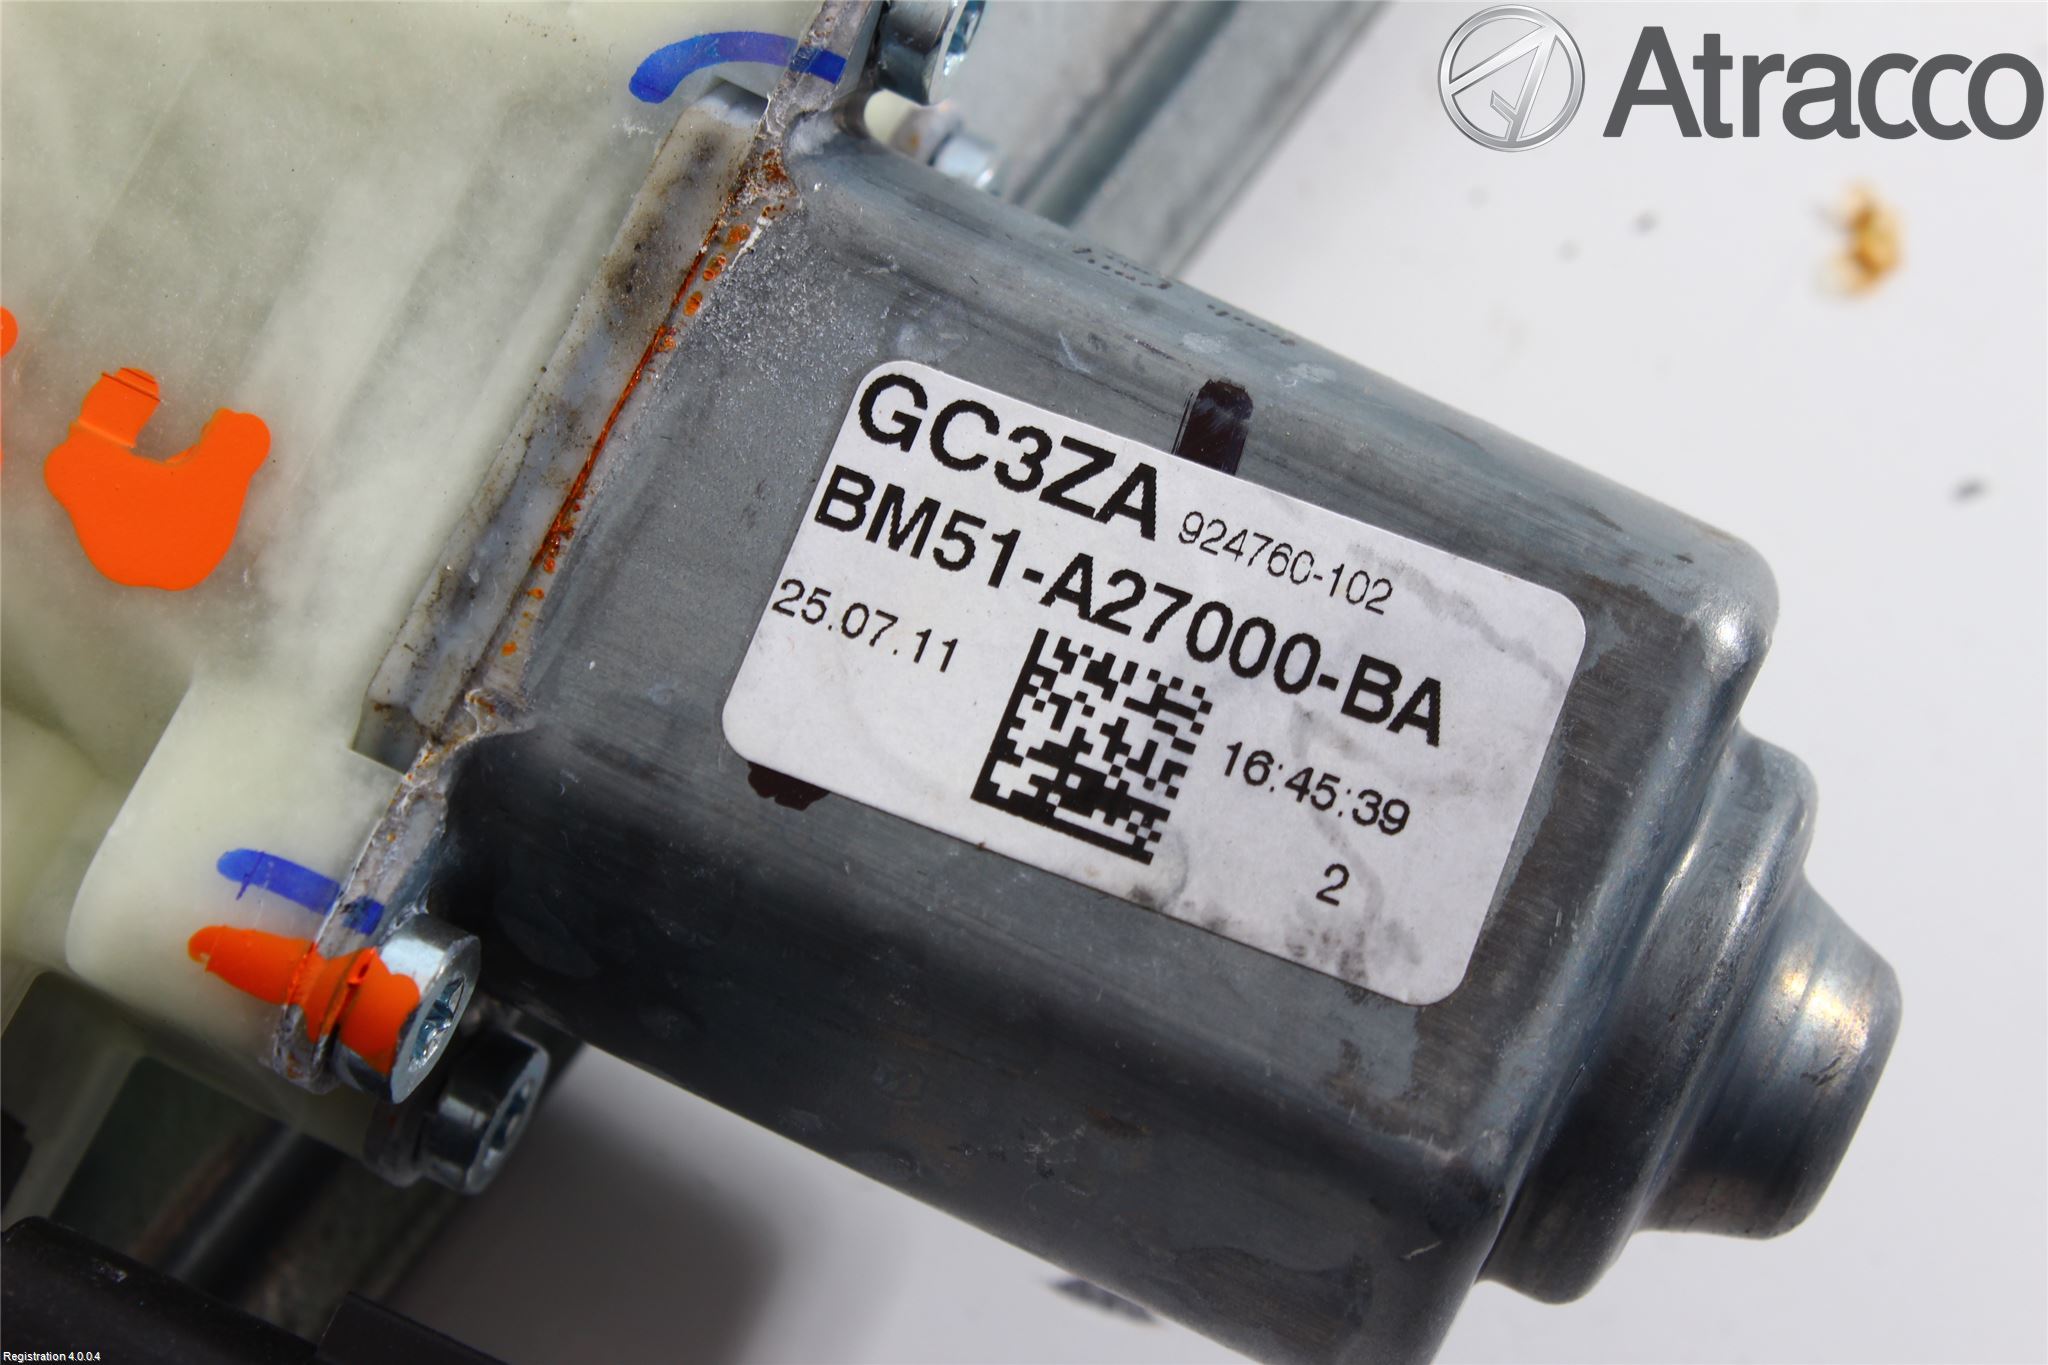 Atracco
GC3ZA 924760-102
BM51-A27000-BA
25.07.11
16:45:39
2
Registration 4.0.0.4